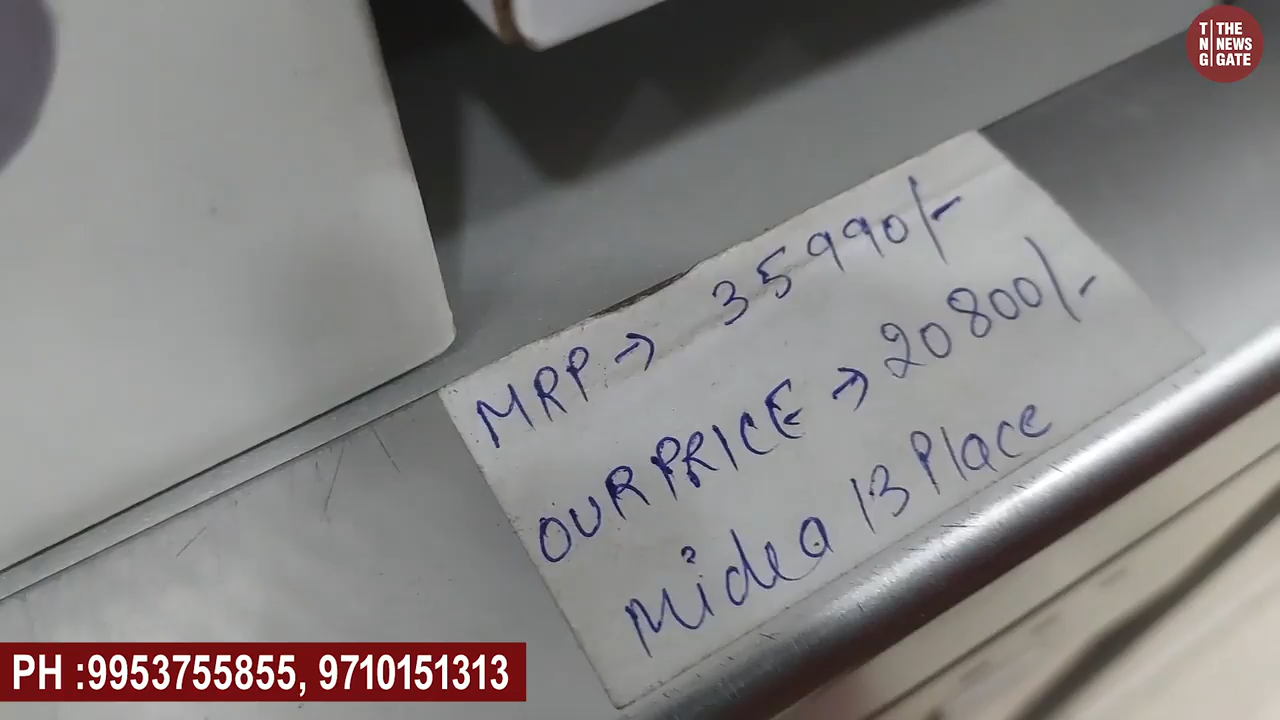 T THE
N NEWS
G GATE
MRP → 35990/-
OUR PRICE → 20800/-
Midea 13 Place
PH :9953755855, 9710151313